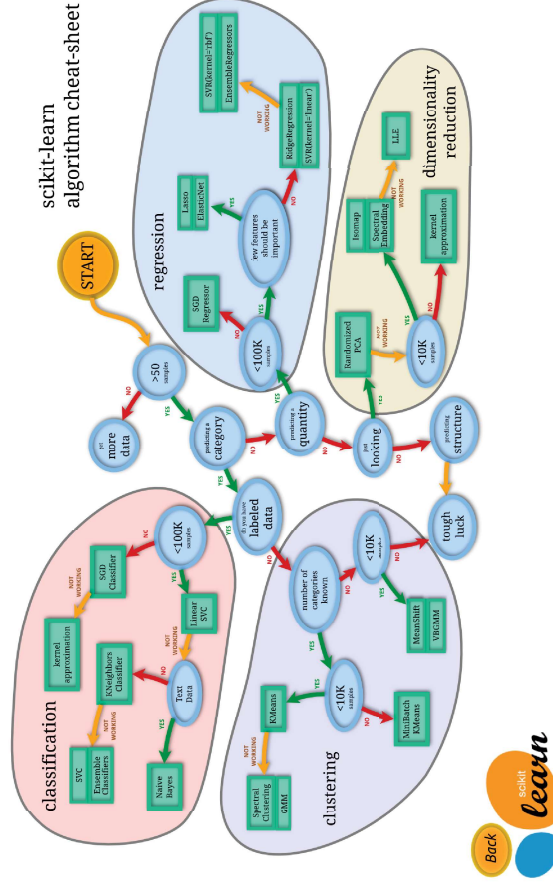 scikit-learn
algorithm cheat-sheet
START
>50
samples
NO
YES
get
more
data
classification
kernel
approximation
NOT
WORKING
SGD
Classifier
NO
<100K
samples
YES
SVC
Ensemble
Classifiers
NOT
WORKING
KNeighbors
Classifier
NO
Text
Data
YES
Naive
Bayes
NOT
WORKING
Linear
SVC
YES
do you have
labeled
data
YES
NO
predicting a
category
NO
predicting a
quantity
YES
NO
just
looking
YES
NO
predicting
structure
tough
luck
regression
SGD
Regressor
NO
<100K
samples
YES
Lasso
ElasticNet
YES
few features
should be
important
NO
SVR(kernel='rbf')
EnsembleRegressors
NOT
WORKING
RidgeRegression
SVR(kernel='linear')
clustering
Spectral
Clustering
GMM
NOT
WORKING
KMeans
YES
<10K
samples
YES
NO
MiniBatch
KMeans
number of
categories
known
NO
<10K
samples
YES
NO
MeanShift
VBGMM
dimensionality
reduction
Randomized
PCA
NOT
WORKING
<10K
samples
YES
NO
Isomap
Spectral
Embedding
NOT
WORKING
LLE
kernel
approximation
Back
scikit
learn